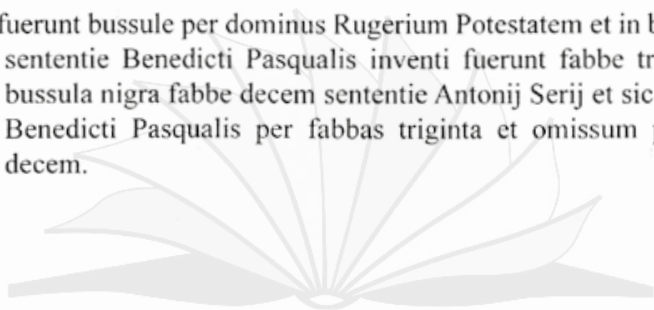 fuerunt bussule per dominus Rugerium Potestatem et in b
sententie Benedicti Pasqualis inventi fuerunt fabbe tr
bussula nigra fabbe decem sententie Antonij Serij et sic
Benedicti Pasqualis per fabbas triginta et omissum
decem.